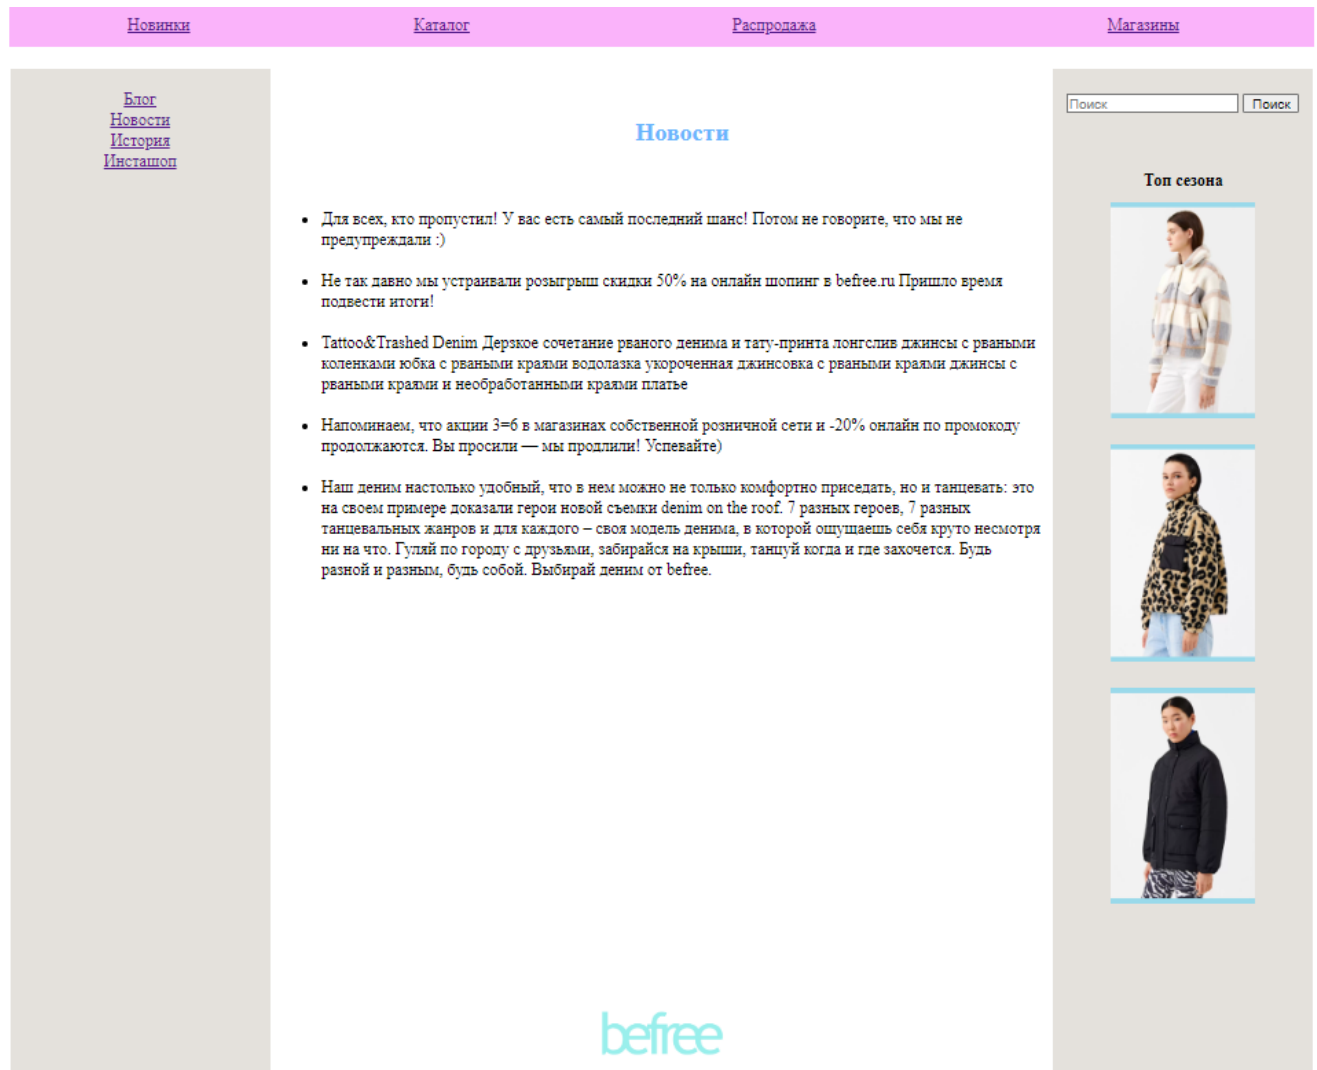 Новинки Каталог Распродажа Магазины
Блог
Новости
История
Инсташоп
Новости
• Для всех, кто пропустил! У вас есть самый последний шанс! Потом не говорите, что мы не
предупреждали :)
• Не так давно мы устраивали розыгрыш скидки 50% на онлайн шопинг в befree.ru Пришло время
подвести итоги!
• Tattoo&Trashed Denim Дерзкое сочетание рваного денима и тату-принта лонгслив джинсы с рваными
коленками юбка с рваными краями водолазка укороченная джинсовка с рваными краями джинсы с
рваными краями и необработанными краями платье
• Напоминаем, что акции 3=6 в магазинах собственной розничной сети и -20% онлайн по промокоду
продолжаются. Вы просили — мы продлили! Успевайте)
• Наш деним настолько удобный, что в нем можно не только комфортно приседать, но и танцевать: это
на своем примере доказали герои новой съемки denim on the roof. 7 разных героев, 7 разных
танцевальных жанров и для каждого – своя модель денима, в которой ощущаешь себя круто несмотря
ни на что. Гуляй по городу с друзьями, забирайся на крыши, танцуй когда и где захочется. Будь
разной и разным, будь собой. Выбирай деним от befree.
Поиск Поиск
Топ сезона
befree